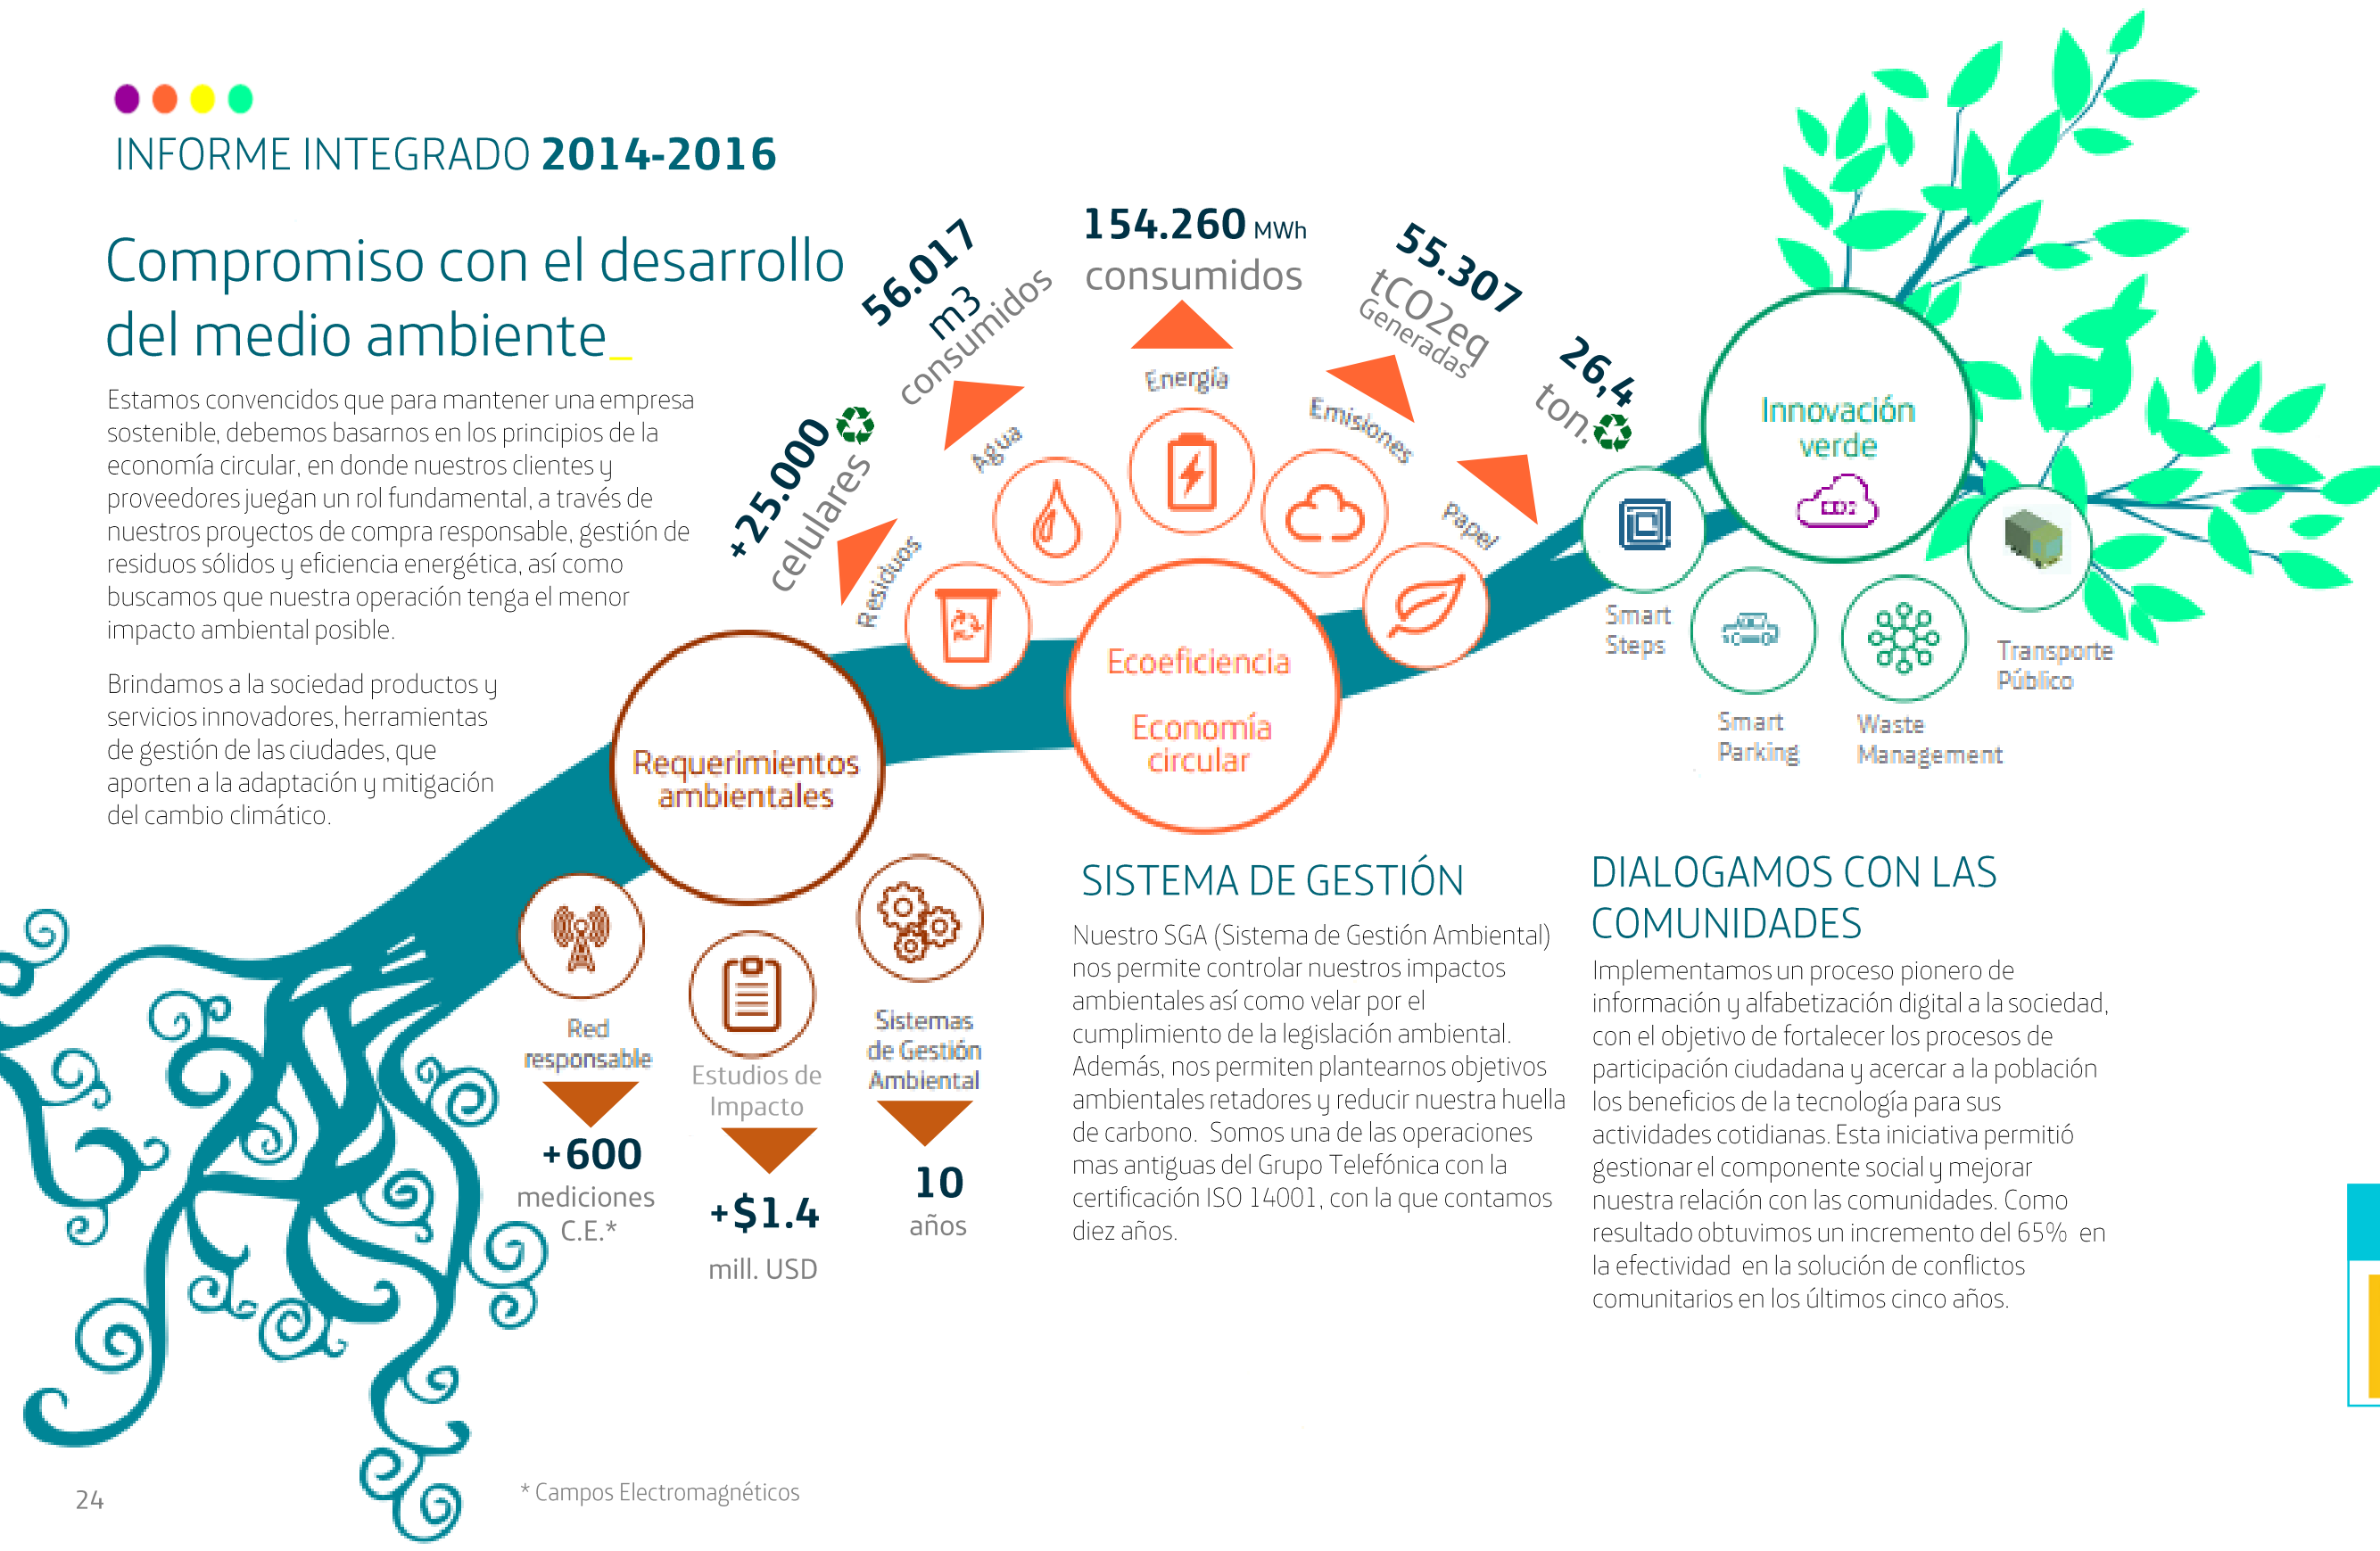 INFORME INTEGRADO 2014-2016
Compromiso con el desarrollo
del medio ambiente_
Estamos convencidos que para mantener una empresa
sostenible, debemos basarnos en los principios de la
economía circular, en donde nuestros clientes y
proveedores juegan un rol fundamental, a través de
nuestros proyectos de compra responsable, gestión de
residuos sólidos y eficiencia energética, así como
buscamos que nuestra operación tenga el menor
impacto ambiental posible.
Brindamos a la sociedad productos y
servicios innovadores, herramientas
de gestión de las ciudades, que
aporten a la adaptación y mitigación
del cambio climático.
+25.000
celulares
Residuos
56.017
m3
consumidos
Agua
154.260 MWh
consumidos
Energía
55.307
tCO2eq
Generadas
Emisiones
26,4
ton.
Papel
Innovación
verde
Smart
Steps
Smart
Parking
Waste
Management
Transporte
Público
Ecoeficiencia
Economía
circular
Requerimientos
ambientales
Red
responsable
+600
mediciones
C.E.*
Estudios de
Impacto
+$1.4
mill. USD
Sistemas
de Gestión
Ambiental
10
años
SISTEMA DE GESTIÓN
Nuestro SGA (Sistema de Gestión Ambiental)
nos permite controlar nuestros impactos
ambientales así como velar por el
cumplimiento de la legislación ambiental.
Además, nos permiten plantearnos objetivos
ambientales retadores y reducir nuestra huella
de carbono. Somos una de las operaciones
mas antiguas del Grupo Telefónica con la
certificación ISO 14001, con la que contamos
diez años.
DIALOGAMOS CON LAS
COMUNIDADES
Implementamos un proceso pionero de
información y alfabetización digital a la sociedad,
con el objetivo de fortalecer los procesos de
participación ciudadana y acercar a la población
los beneficios de la tecnología para sus
actividades cotidianas. Esta iniciativa permitió
gestionar el componente social y mejorar
nuestra relación con las comunidades. Como
resultado obtuvimos un incremento del 65% en
la efectividad en la solución de conflictos
comunitarios en los últimos cinco años.
24
* Campos Electromagnéticos